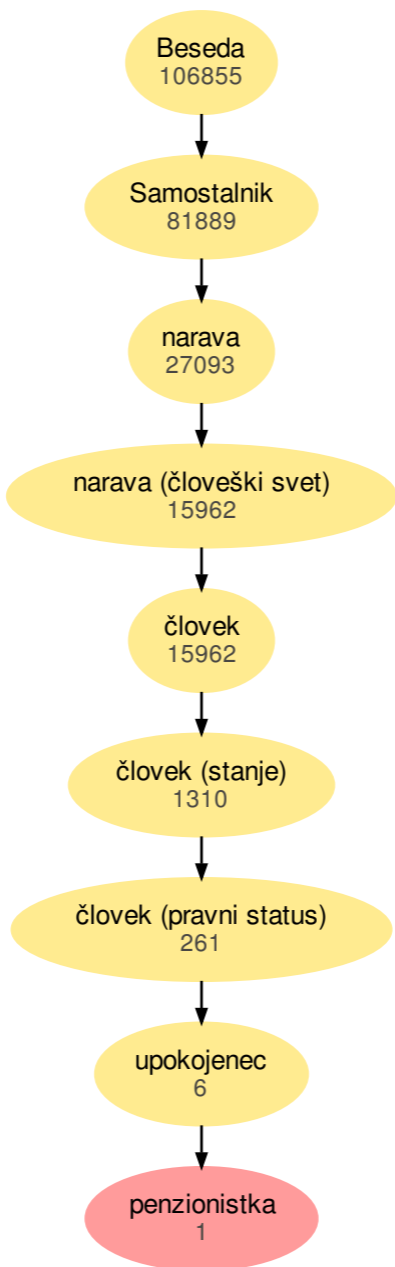 Beseda
106855
Samostalnik
81889
narava
27093
narava (človeški svet)
15962
človek
15962
človek (stanje)
1310
človek (pravni status)
261
upokojenec
6
penzionistka
1